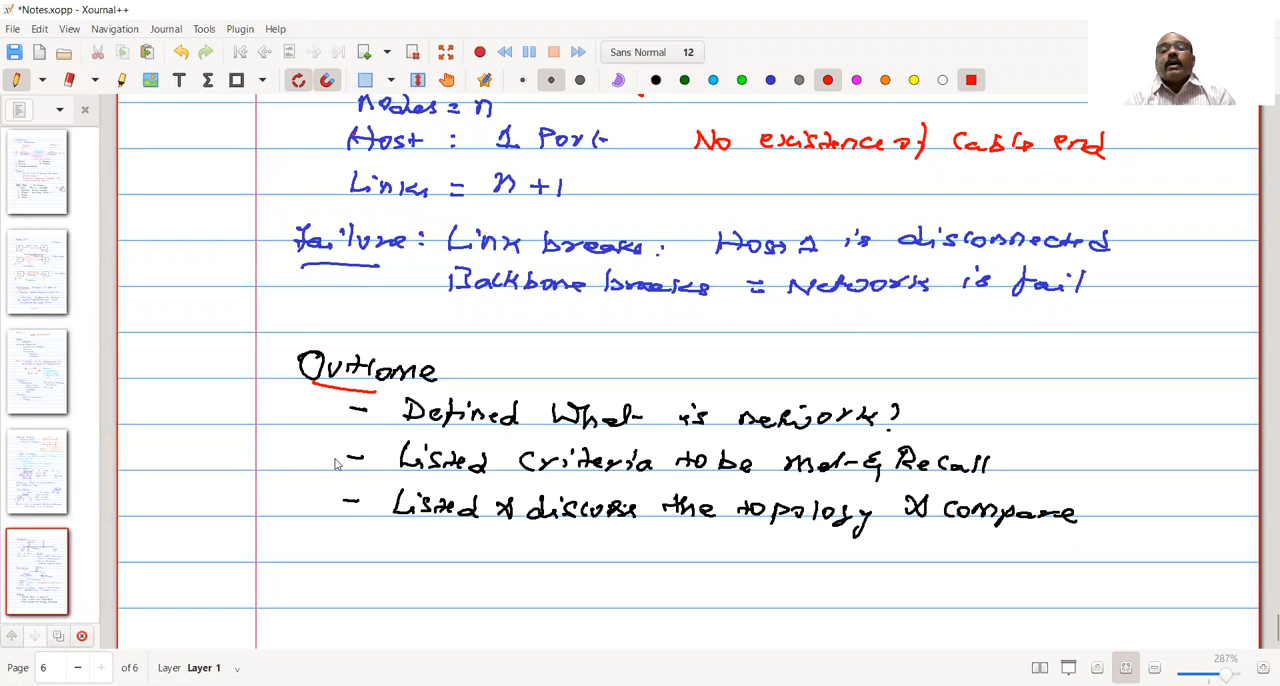 *Notes.xopp - Xournal++
File Edit View Navigation Journal Tools Plugin Help
Sans Normal 12
Nodes = n
Host : 1 Port No existence of Cable end
Links = n +1
Failure : Link breaks : Host 1 is disconnected
Backbone breaks = Network is fail
Outcome
- Defined What is network?
- Listed criteria to be met & Recall
- Listed & discuss the topology & compare
Page 6 of 6 Layer Layer 1 287%